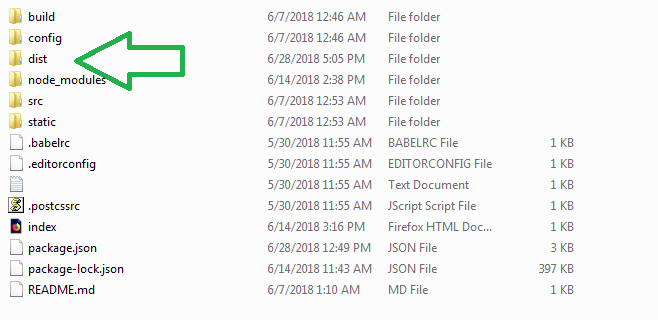 build 6/7/2018 12:46 AM File folder
config 6/7/2018 12:46 AM File folder
dist 6/28/2018 5:05 PM File folder
node_modules 6/14/2018 2:38 PM File folder
src 6/7/2018 12:53 AM File folder
static 6/7/2018 12:53 AM File folder
.babelrc 5/30/2018 11:55 AM BABELRC File 1 KB
.editorconfig 5/30/2018 11:55 AM EDITORCONFIG File 1 KB
5/30/2018 11:55 AM Text Document 1 KB
.postcssrc 5/30/2018 11:55 AM JScript Script File 1 KB
index 6/14/2018 3:16 PM Firefox HTML Doc... 1 KB
package.json 6/28/2018 12:49 PM JSON File 3 KB
package-lock.json 6/14/2018 11:43 AM JSON File 397 KB
README.md 6/7/2018 1:10 AM MD File 1 KB